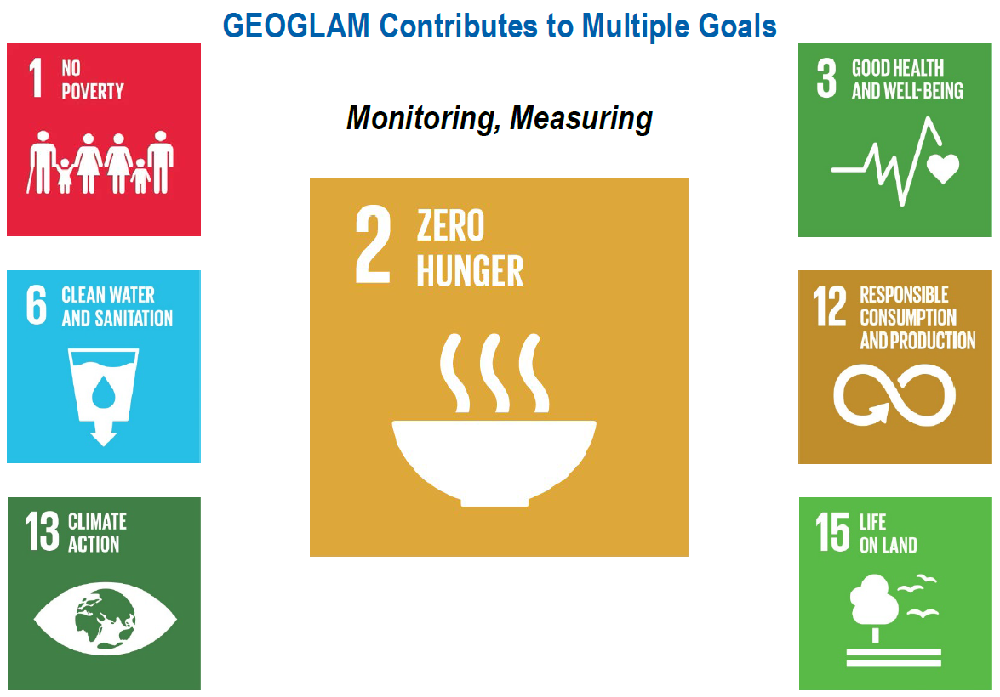 GEOGLAM Contributes to Multiple Goals
1 NO
POVERTY
Monitoring, Measuring
3 GOOD HEALTH
AND WELL-BEING
2 ZERO
HUNGER
6 CLEAN WATER
AND SANITATION
12 RESPONSIBLE
CONSUMPTION
AND PRODUCTION
13 CLIMATE
ACTION
15 LIFE
ON LAND